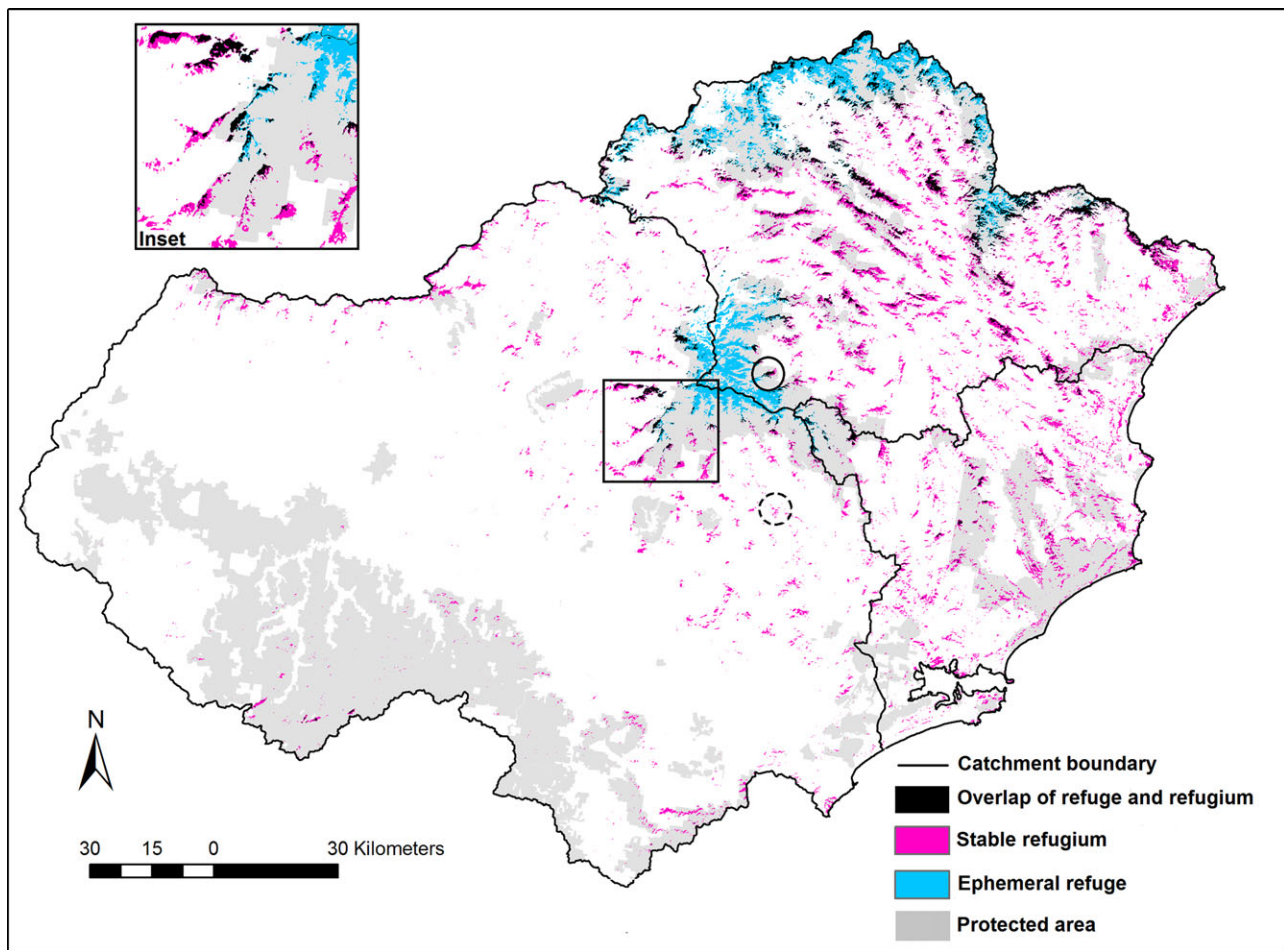 Inset
N
30 15 0 30 Kilometers
Catchment boundary
Overlap of refuge and refugium
Stable refugium
Ephemeral refuge
Protected area